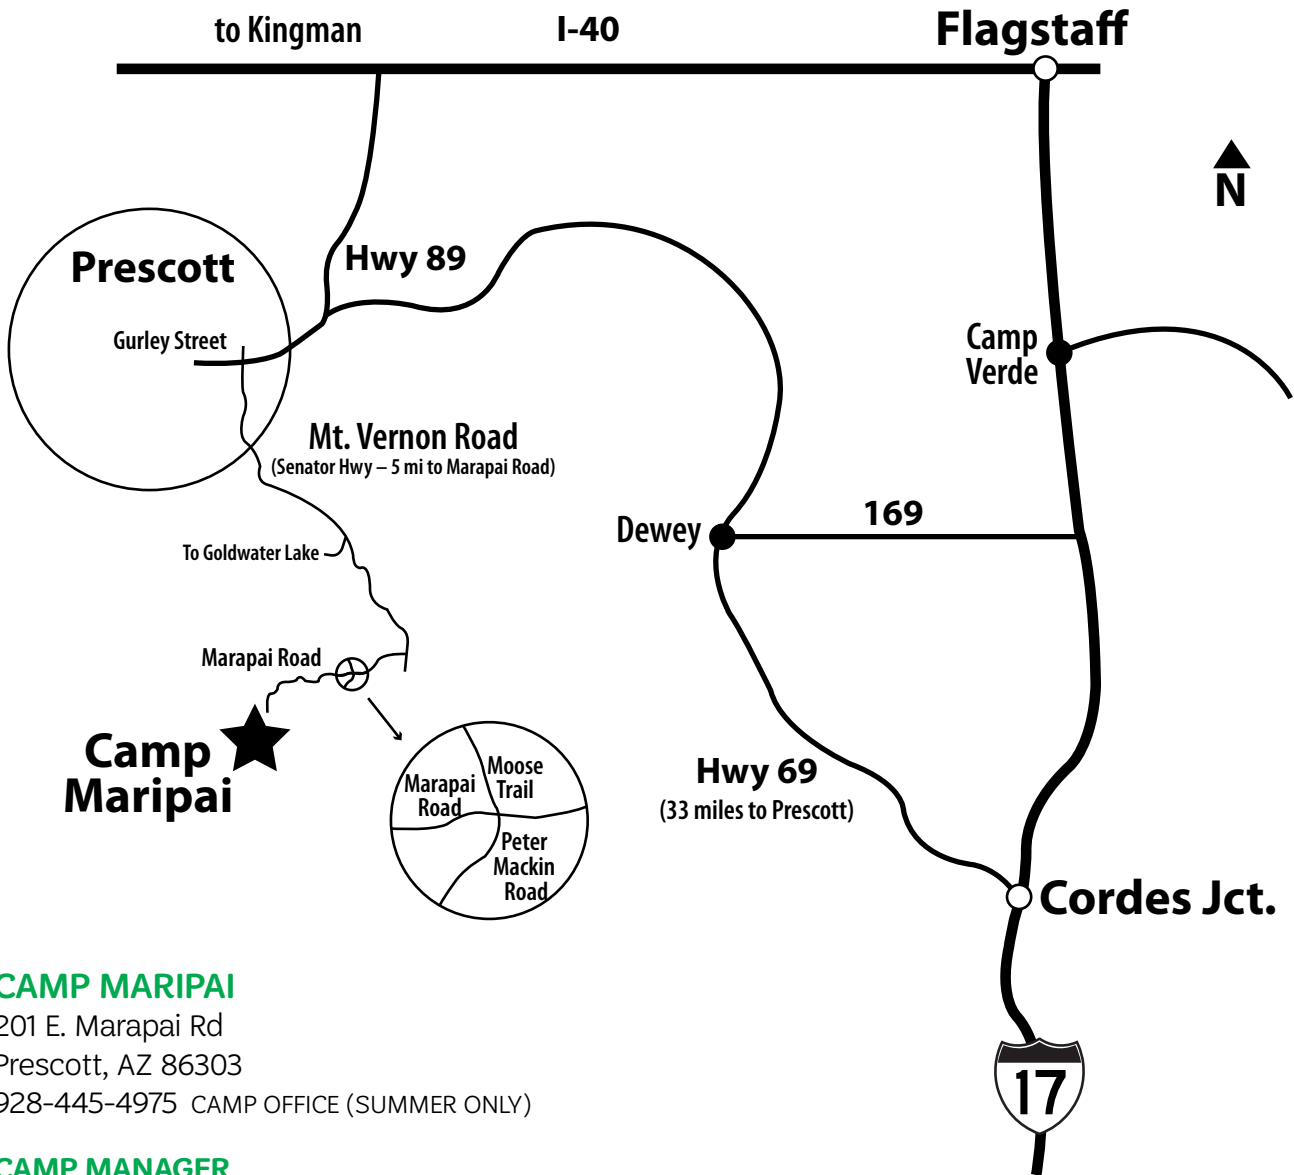 to Kingman
I-40
Flagstaff
N
Prescott
Hwy 89
Gurley Street
Camp
Verde
Mt. Vernon Road
(Senator Hwy – 5 mi to Marapai Road)
169
Dewey
To Goldwater Lake
Marapai Road
Camp
Maripai
Moose
Trail
Marapai
Road
Peter
Mackin
Road
Hwy 69
(33 miles to Prescott)
Cordes Jct.
17
CAMP MARIPAI
201 E. Marapai Rd
Prescott, AZ 86303
928-445-4975 CAMP OFFICE (SUMMER ONLY)
CAMP MANAGER